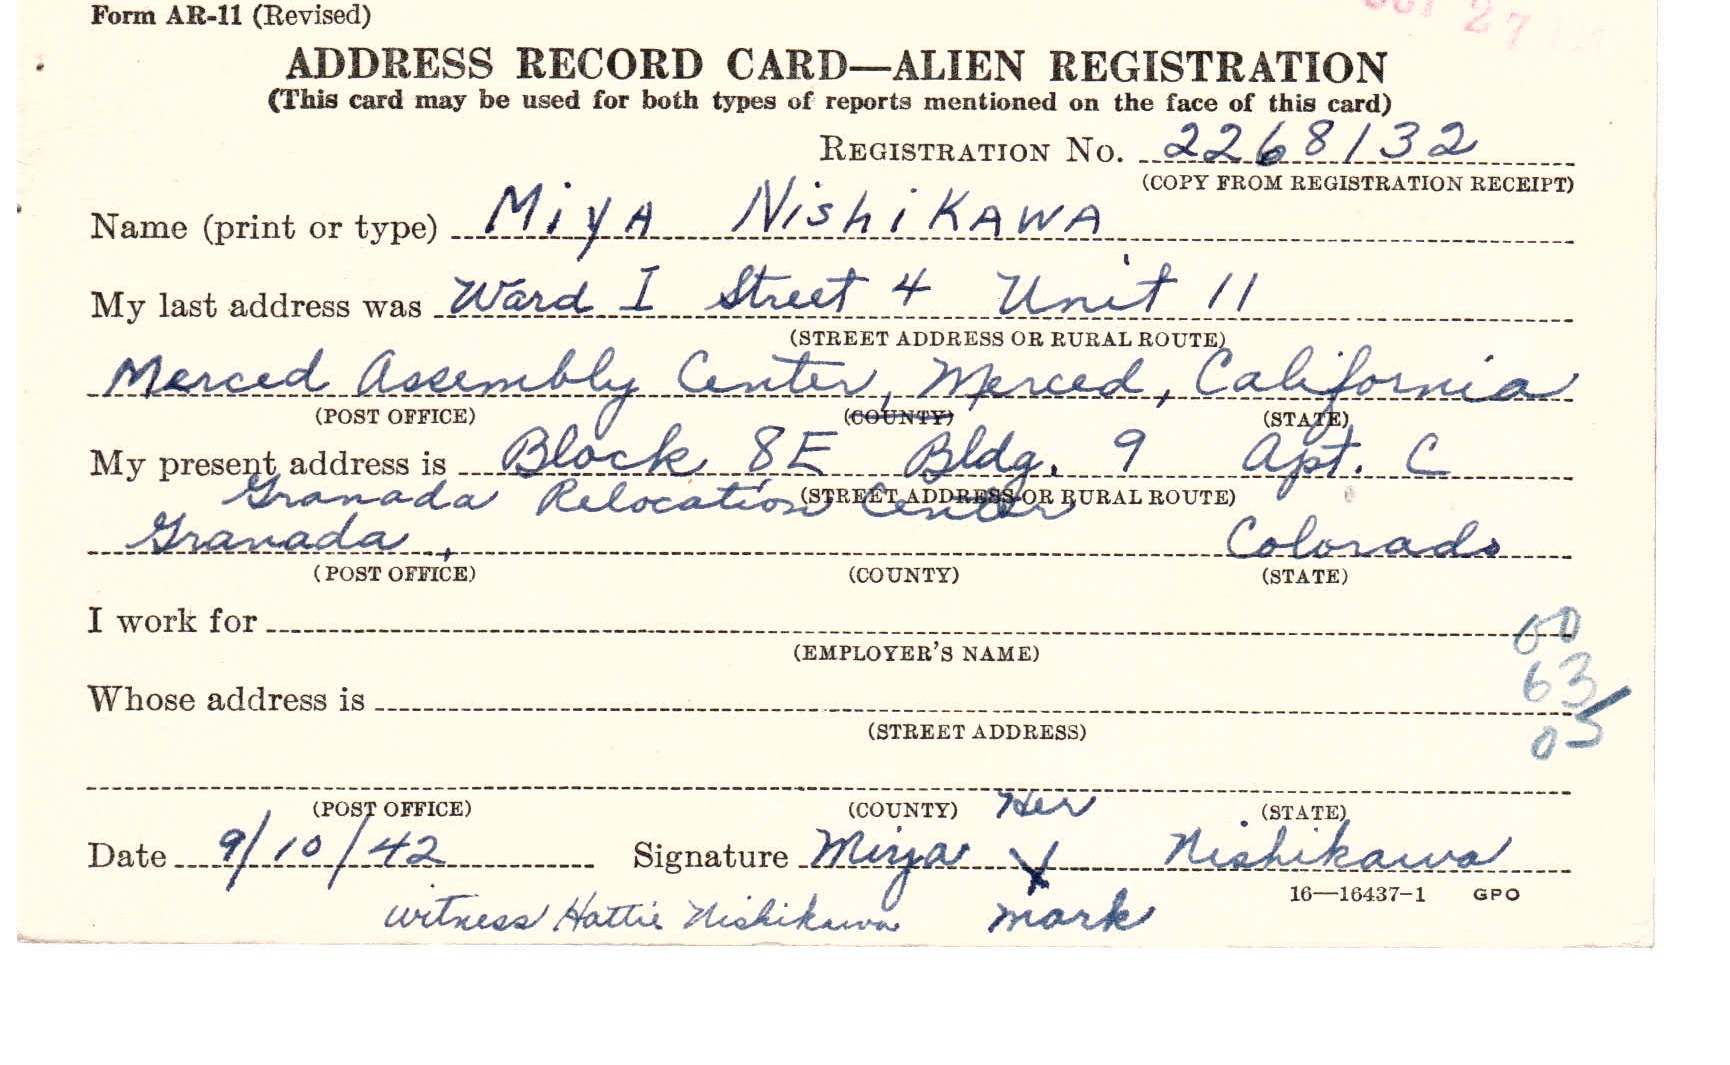 Form AR-11 (Revised)
27
ADDRESS RECORD CARD—ALIEN REGISTRATION
(This card may be used for both types of reports mentioned on the face of this card)
REGISTRATION No. 2268132
(COPY FROM REGISTRATION RECEIPT)
Name (print or type) MiyA NishiKAWA
My last address was Ward I Street 4 Unit 11
(STREET ADDRESS OR RURAL ROUTE)
Merced Assembly Center, Merced, California
(POST OFFICE) (COUNTY) (STATE)
My present address is Block 8E Bldg. 9 Apt. C
(STREET ADDRESS OR RURAL ROUTE)
Granada Relocation Center
Granada, Colorado
(POST OFFICE) (COUNTY) (STATE)
I work for
(EMPLOYER'S NAME)
Whose address is
63
05
(STREET ADDRESS)
(POST OFFICE) (COUNTY) (STATE)
Her
Date 9/10/42 Signature Miya X Nishikawa
16—16437-1 GPO
witness Hattie Nishikawa mark